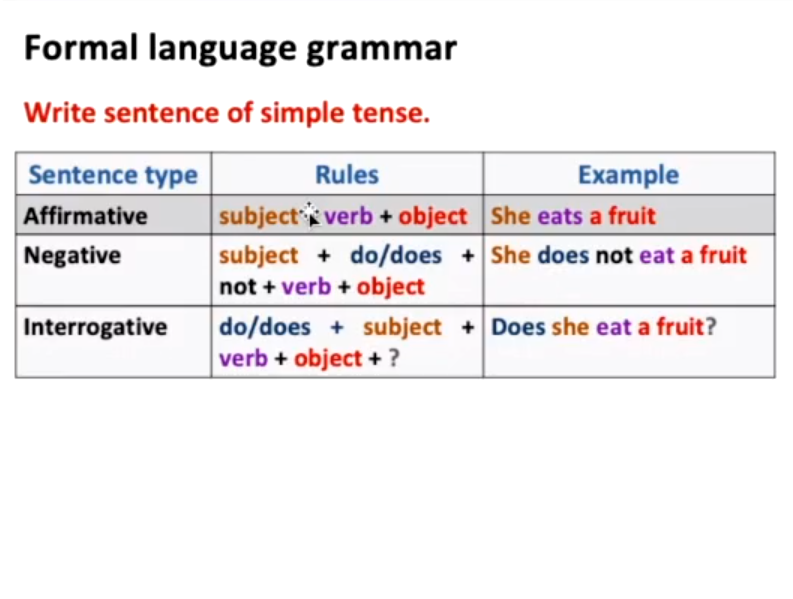 Formal language grammar
Write sentence of simple tense.
Sentence type Rules Example
Affirmative subject verb + object She eats a fruit
Negative subject + do/does + She does not eat a fruit
not + verb + object
Interrogative do/does + subject + Does she eat a fruit?
verb + object + ?